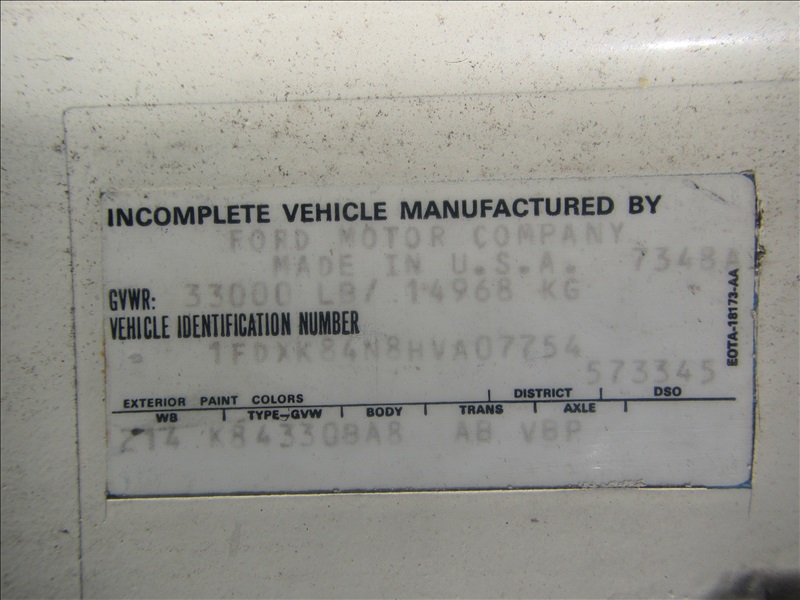 INCOMPLETE VEHICLE MANUFACTURED BY
FORD MOTOR COMPANY
MADE IN U.S.A. 7348A
GVWR: 33000 LB/ 14968 KG
VEHICLE IDENTIFICATION NUMBER
1FDXK84N8HVA07754
573345
EXTERIOR PAINT COLORS DISTRICT DSO
WB TYPE-GVW BODY TRANS AXLE
214 K84330BA8 AB VBP
EOTA-18173-AA